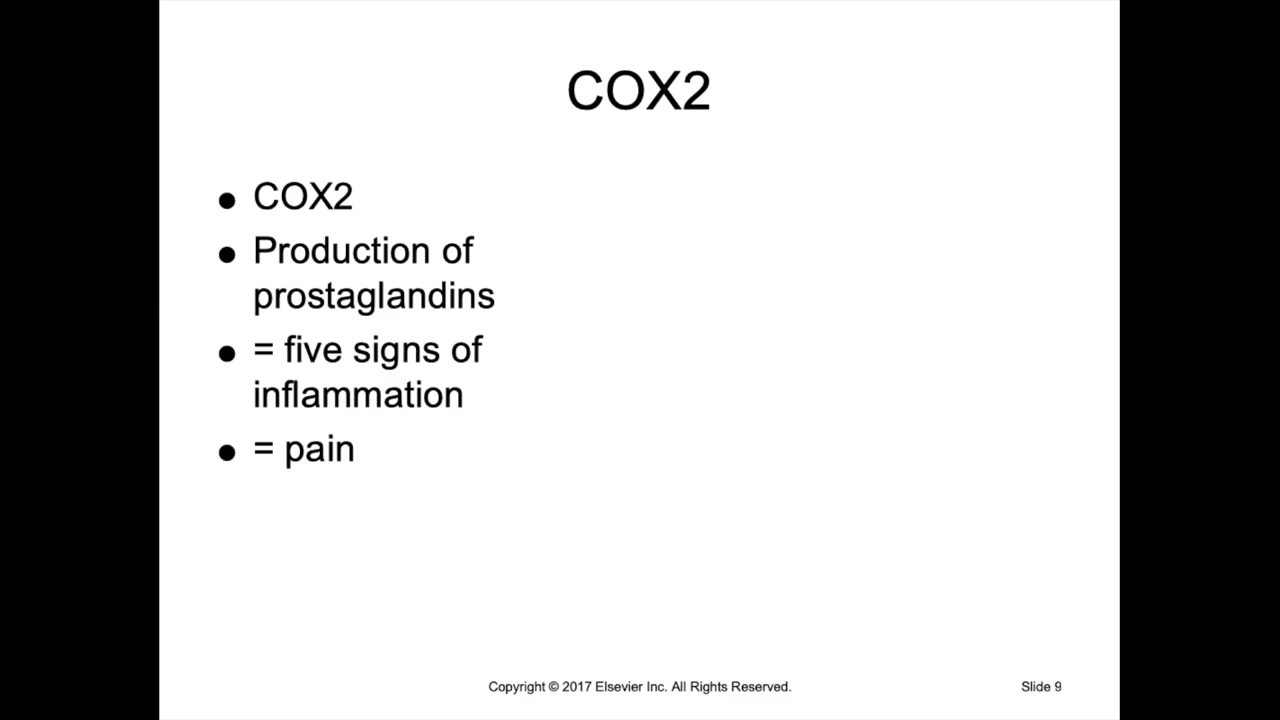 COX2
● COX2
● Production of
prostaglandins
● = five signs of
inflammation
● = pain
Copyright © 2017 Elsevier Inc. All Rights Reserved.
Slide 9